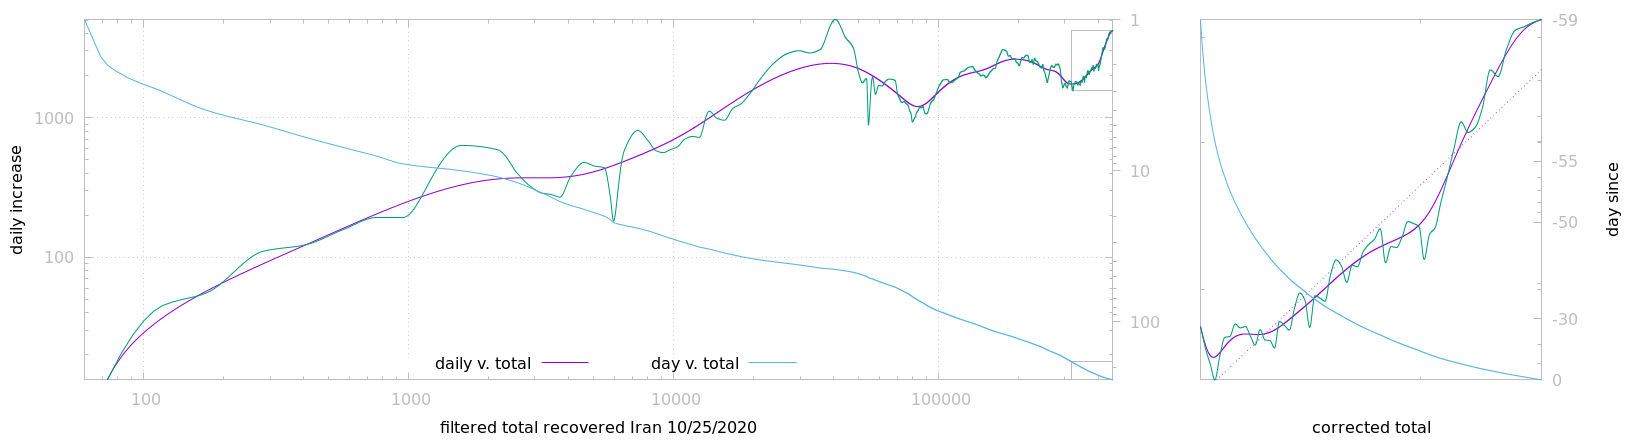 daily increase
1000
100
daily v. total
day v. total
100
1000
10000
100000
filtered total recovered Iran 10/25/2020
1
10
100
-59
-55
-50
-30
0
day since
corrected total